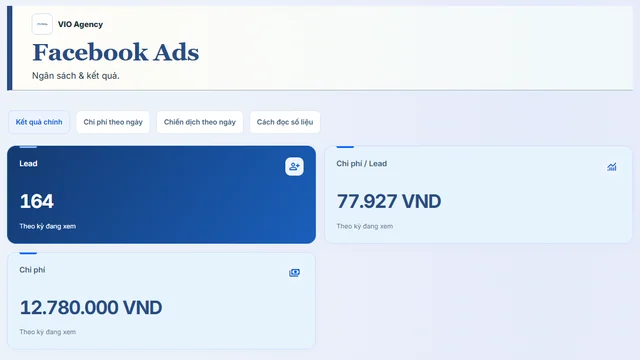 VIO Agency
Facebook Ads
Ngân sách & kết quả.
Kết quả chính
Chi phí theo ngày
Chiến dịch theo ngày
Cách đọc số liệu
Lead
164
Theo kỳ đang xem
Chi phí / Lead
77.927 VND
Theo kỳ đang xem
Chi phí
12.780.000 VND
Theo kỳ đang xem